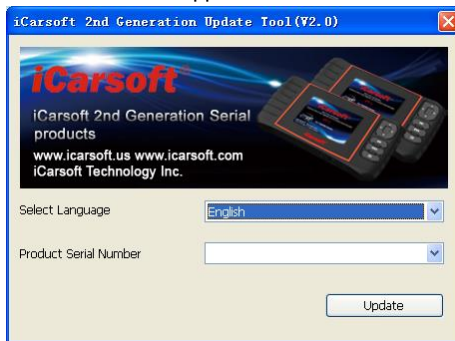 iCarsoft 2nd Generation Update Tool(V2.0)
iCarsoft
iCarsoft 2nd Generation Serial
products
www.icarsoft.us www.icarsoft.com
iCarsoft Technology Inc.
Select Language
English
Product Serial Number
Update